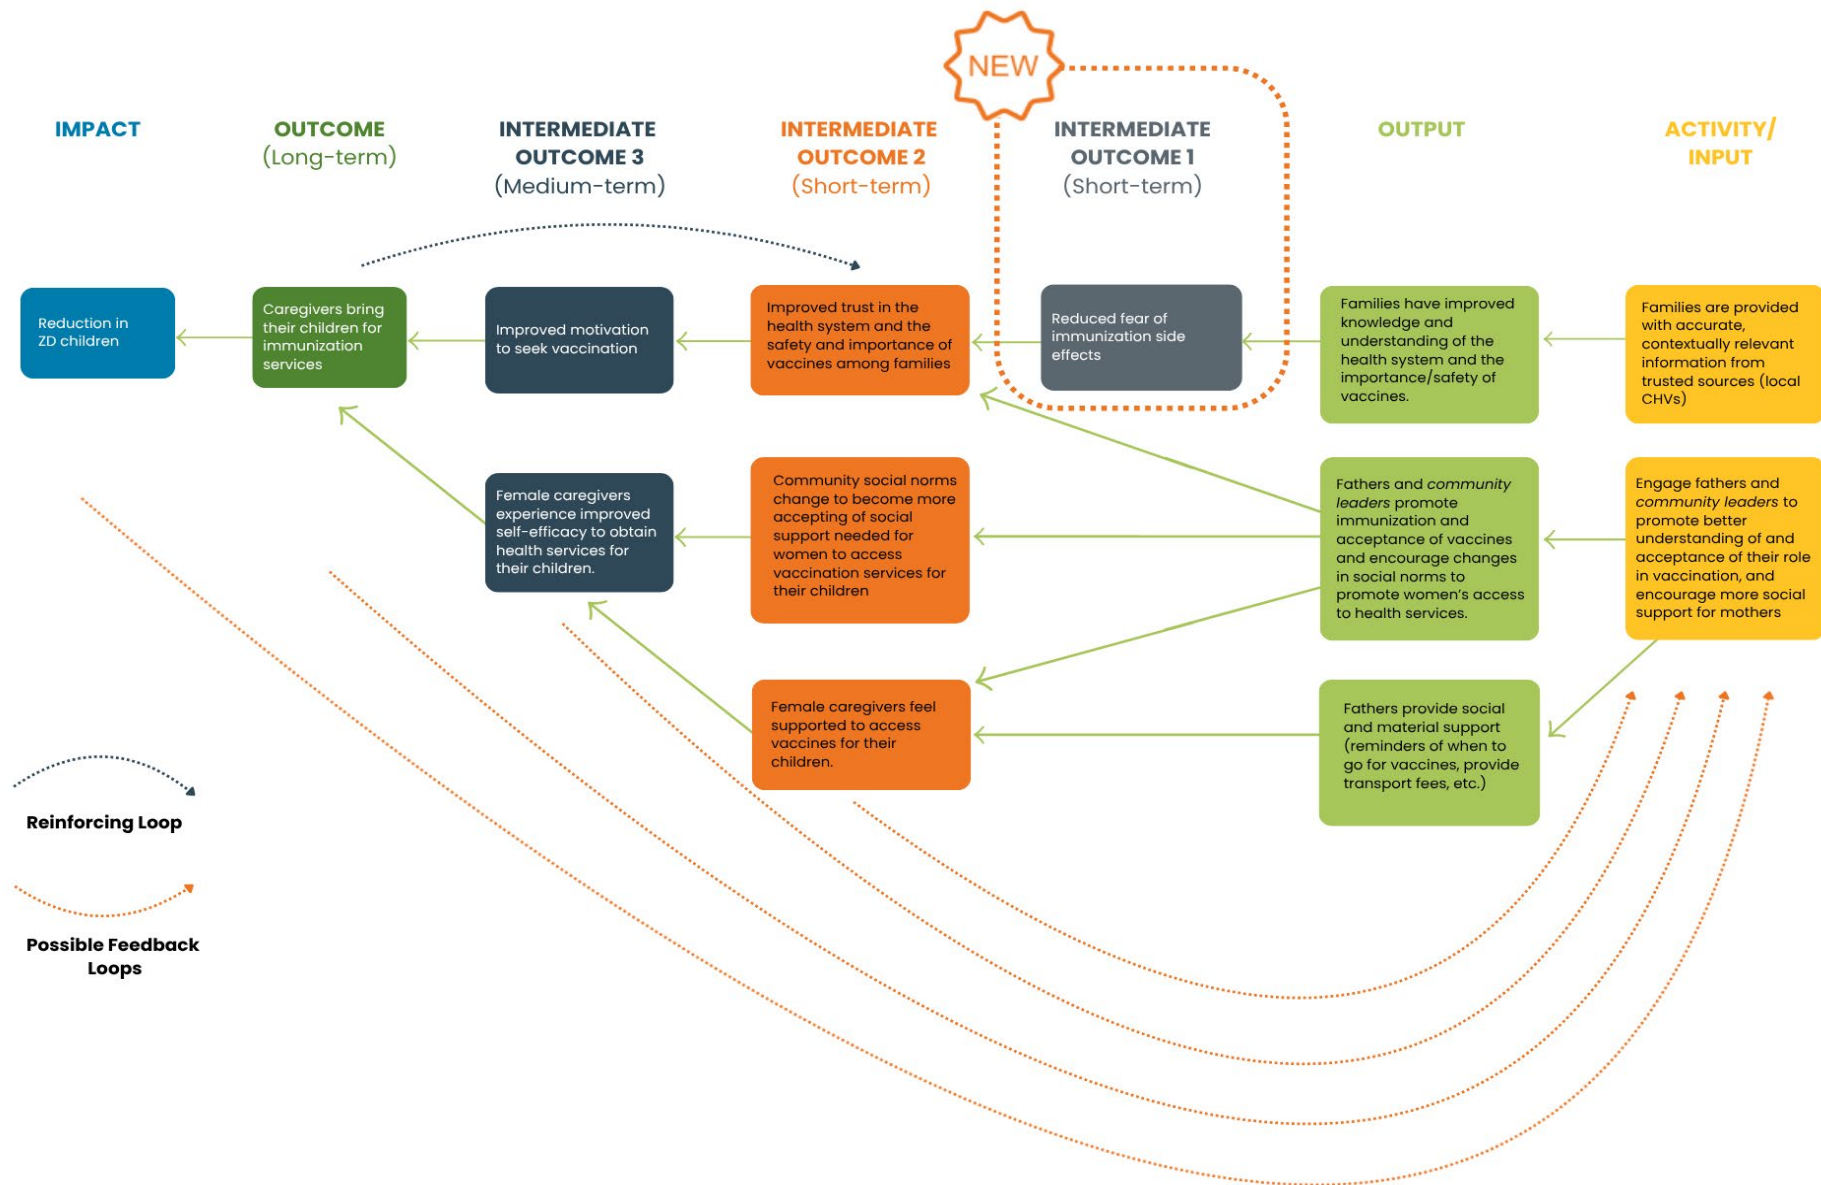 NEW
IMPACT
OUTCOME
(Long-term)
INTERMEDIATE
OUTCOME 3
(Medium-term)
INTERMEDIATE
OUTCOME 2
(Short-term)
INTERMEDIATE
OUTCOME 1
(Short-term)
OUTPUT
ACTIVITY/
INPUT
Reduction in
ZD children
Caregivers bring
their children for
immunization
services
Improved motivation
to seek vaccination
Improved trust in the
health system and the
safety and importance of
vaccines among families
Reduced fear of
immunization side
effects
Families have improved
knowledge and
understanding of the
health system and the
importance/safety of
vaccines.
Families are provided
with accurate,
contextually relevant
information from
trusted sources (local
CHVs)
Female caregivers
experience improved
self-efficacy to obtain
health services for
their children.
Community social norms
change to become more
accepting of social
support needed for
women to access
vaccination services for
their children
Fathers and community
leaders promote
immunization and
acceptance of vaccines
and encourage changes
in social norms to
promote women's access
to health services.
Engage fathers and
community leaders to
promote better
understanding of and
acceptance of their role
in vaccination, and
encourage more social
support for mothers
Female caregivers feel
supported to access
vaccines for their
children.
Fathers provide social
and material support
(reminders of when to
go for vaccines, provide
transport fees, etc.)
Reinforcing Loop
Possible Feedback
Loops